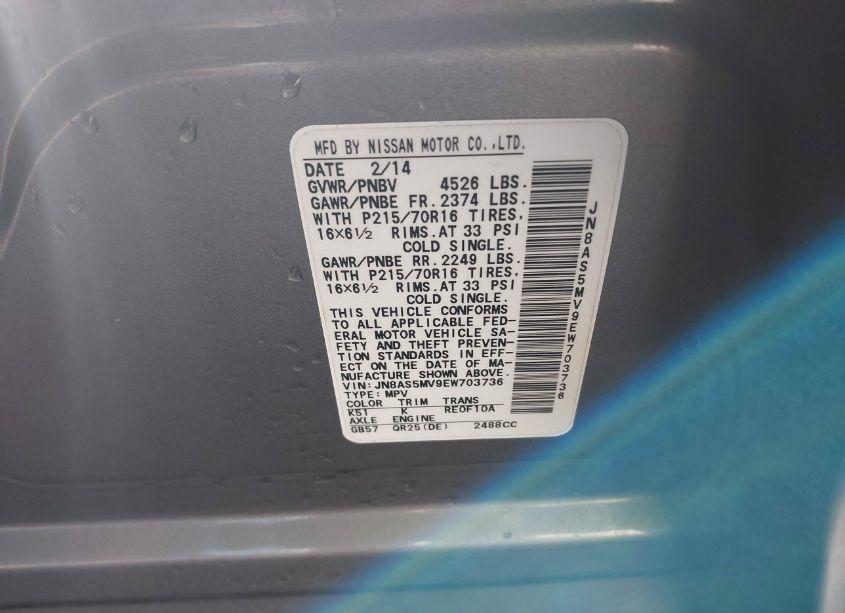 MFD BY NISSAN MOTOR CO.,LTD.
DATE 2/14
GVWR/PNBV 4526 LBS.
GAWR/PNBE FR. 2374 LBS.
WITH P215/70R16 TIRES,
16×6½ RIMS. AT 33 PSI
COLD SINGLE.
GAWR/PNBE RR. 2249 LBS.
WITH P215/70R16 TIRES,
16×6½ RIMS. AT 33 PSI
COLD SINGLE.
THIS VEHICLE CONFORMS
TO ALL APPLICABLE FED-
ERAL MOTOR VEHICLE SA-
FETY AND THEFT PREVEN-
TION STANDARDS IN EFF-
ECT ON THE DATE OF MA-
NUFACTURE SHOWN ABOVE.
VIN: JN8AS5MV9EW703736
TYPE: MPV
COLOR TRIM TRANS
K51 K RE0F10A
AXLE ENGINE
GB57 QR25(DE) 2488CC
JN8AS5MV9EW703736